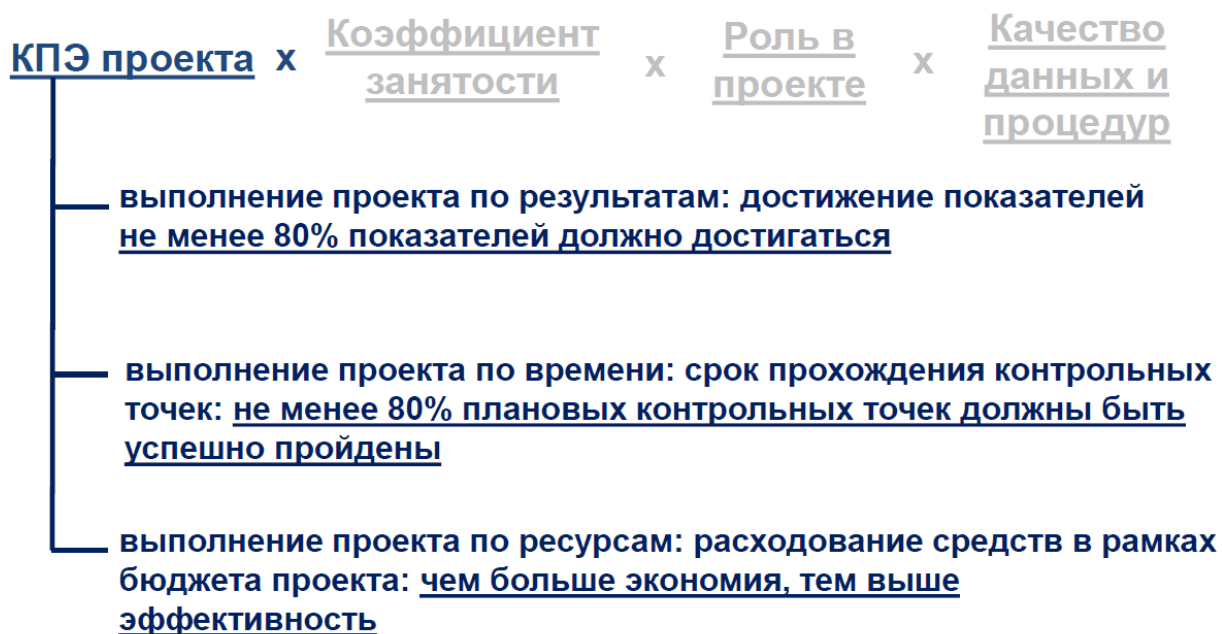 КПЭ проекта х Коэффициент занятости х Роль в проекте х Качество данных и процедур
выполнение проекта по результатам: достижение показателей
не менее 80% показателей должно достигаться
выполнение проекта по времени: срок прохождения контрольных
точек: не менее 80% плановых контрольных точек должны быть
успешно пройдены
выполнение проекта по ресурсам: расходование средств в рамках
бюджета проекта: чем больше экономия, тем выше
эффективность